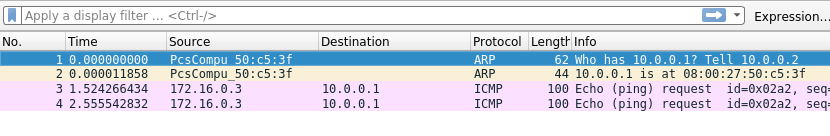 Apply a display filter … <Ctrl-/> Expression…
No. Time Source Destination Protocol Length Info
1 0.000000000 PcsCompu_50:c5:3f ARP 62 Who has 10.0.0.1? Tell 10.0.0.2
2 0.000011858 PcsCompu_50:c5:3f ARP 44 10.0.0.1 is at 08:00:27:50:c5:3f
3 1.524266434 172.16.0.3 10.0.0.1 ICMP 100 Echo (ping) request id=0x02a2, seq=
4 2.555542832 172.16.0.3 10.0.0.1 ICMP 100 Echo (ping) request id=0x02a2, seq=